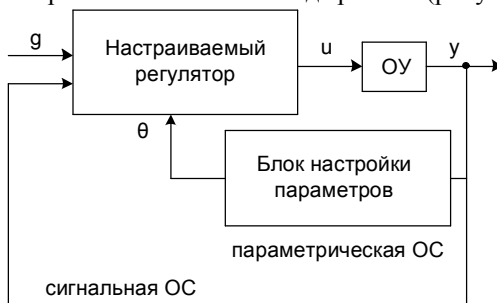 g
Настраиваемый
регулятор
u
ОУ
y
θ
Блок настройки
параметров
параметрическая ОС
сигнальная ОС